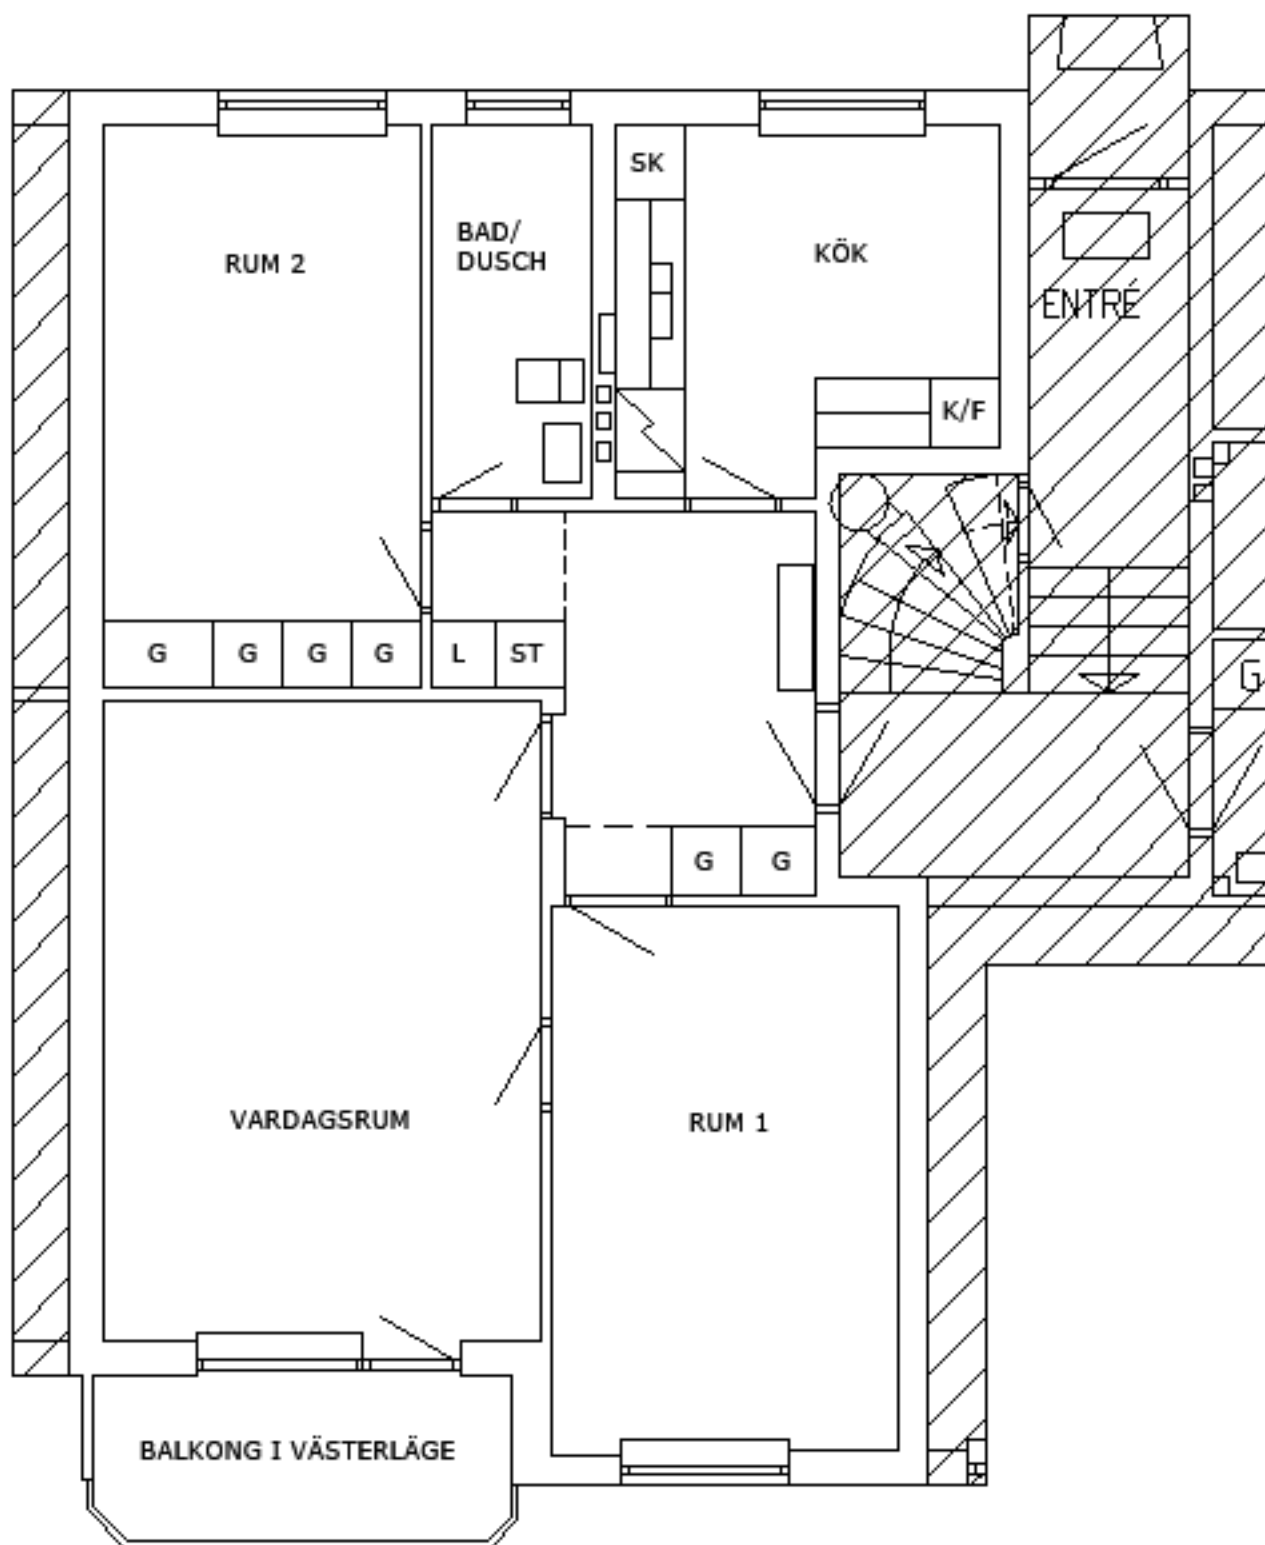 SK
BAD/
DUSCH
KÖK
RUM 2
ENTRÉ
K/F
G
G
G
G
L
ST
G
G
G
VARDAGSRUM
RUM 1
BALKONG I VÄSTERLÄGE